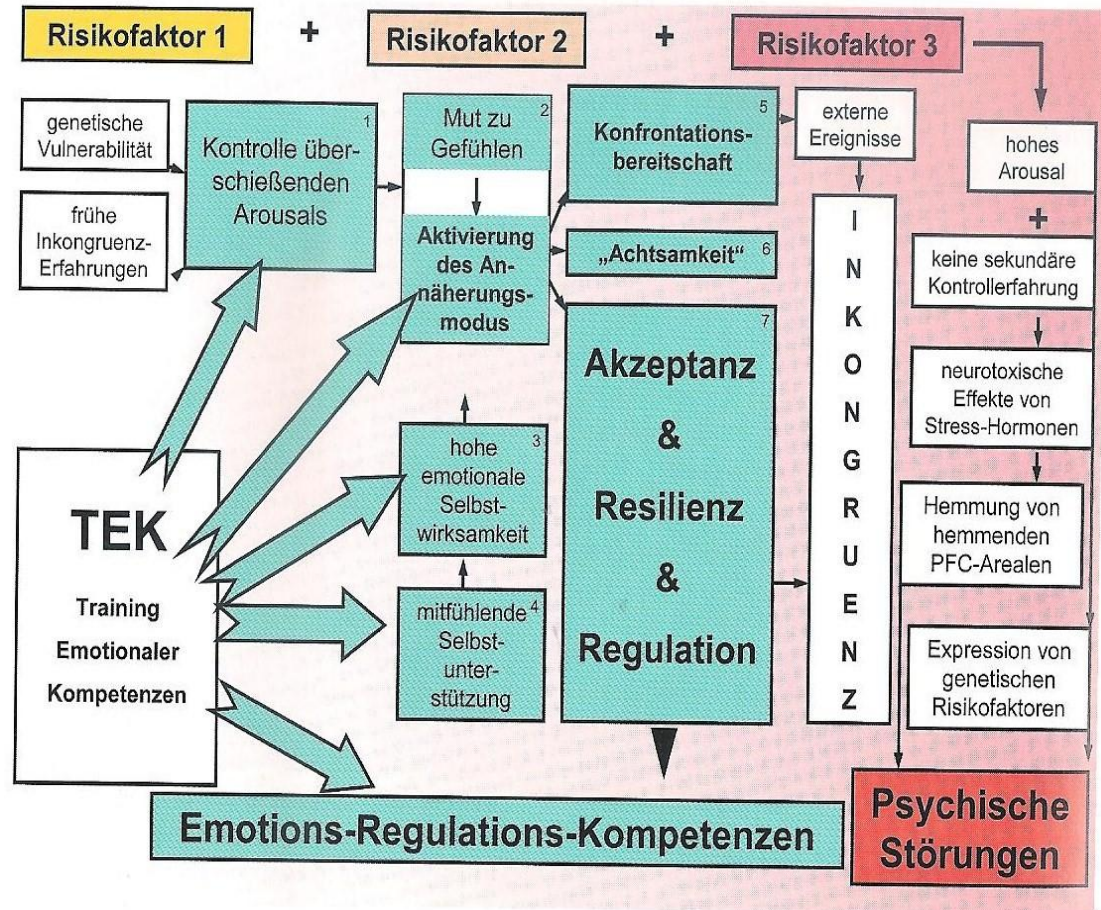 Risikofaktor 1
+
Risikofaktor 2
+
Risikofaktor 3
genetische
Vulnerabilität
frühe
Inkongruenz-
Erfahrungen
1
Kontrolle über-
schießenden
Arousals
2
Mut zu
Gefühlen
Aktivierung
des An-
näherungs-
modus
3
hohe
emotionale
Selbst-
wirksamkeit
4
mitfühlende
Selbst-
unter-
stützung
5
Konfrontations-
bereitschaft
6
„Achtsamkeit“
7
Akzeptanz
&
Resilienz
&
Regulation
externe
Ereignisse
I
N
K
O
N
G
R
U
E
N
Z
hohes
Arousal
+
keine sekundäre
Kontrollerfahrung
neurotoxische
Effekte von
Stress-Hormonen
Hemmung von
hemmenden
PFC-Arealen
Expression von
genetischen
Risikofaktoren
TEK
Training
Emotionaler
Kompetenzen
Emotions-Regulations-Kompetenzen
Psychische
Störungen